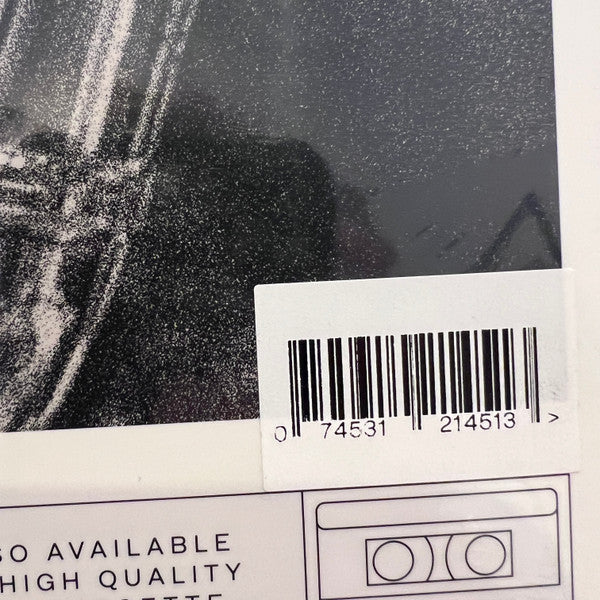 0 74531 214513 >
SO AVAILABLE
HIGH QUALITY